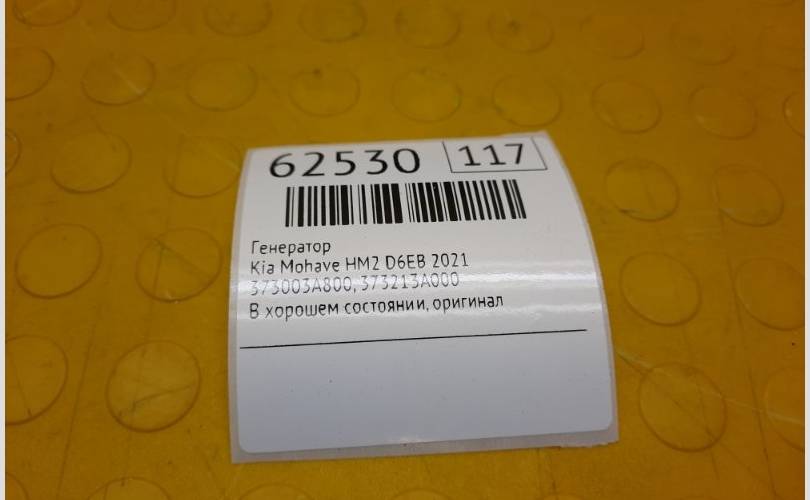 62530 117
Генератор
Kia Mohave HM2 D6EB 2021
373003A800, 373213A000
В хорошем состоянии, оригинал